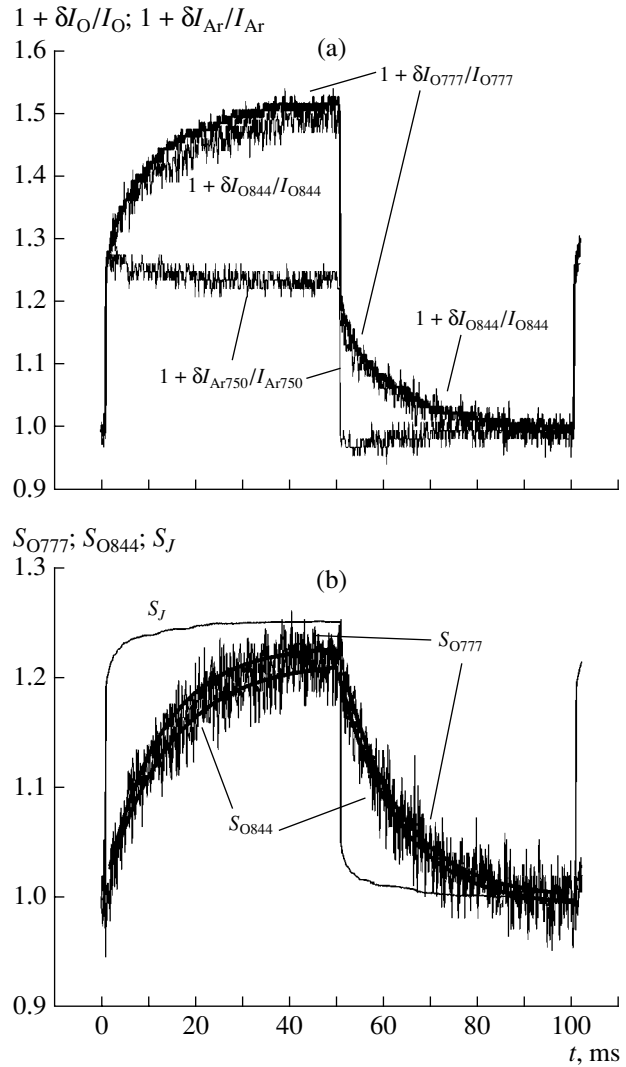 1 + δI_O/I_O; 1 + δI_Ar/I_Ar
(a)
1.6
1 + δI_O777/I_O777
1.5
1.4
1 + δI_O844/I_O844
1.3
1.2
1 + δI_O844/I_O844
1.1
1 + δI_Ar750/I_Ar750
1.0
0.9
S_O777; S_O844; S_J
1.3
(b)
S_J
S_O777
1.2
1.1
S_O844
1.0
0.9
0 20 40 60 80 100
t, ms